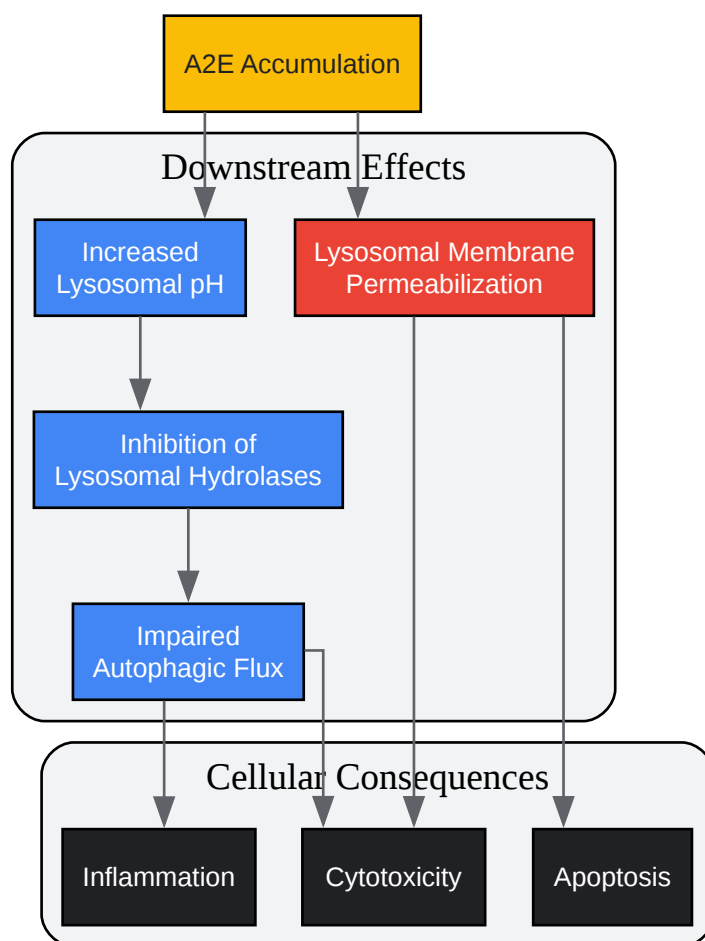 A2E Accumulation
Downstream Effects
Increased
Lysosomal pH
Lysosomal Membrane
Permeabilization
Inhibition of
Lysosomal Hydrolases
Impaired
Autophagic Flux
Cellular Consequences
Inflammation
Cytotoxicity
Apoptosis